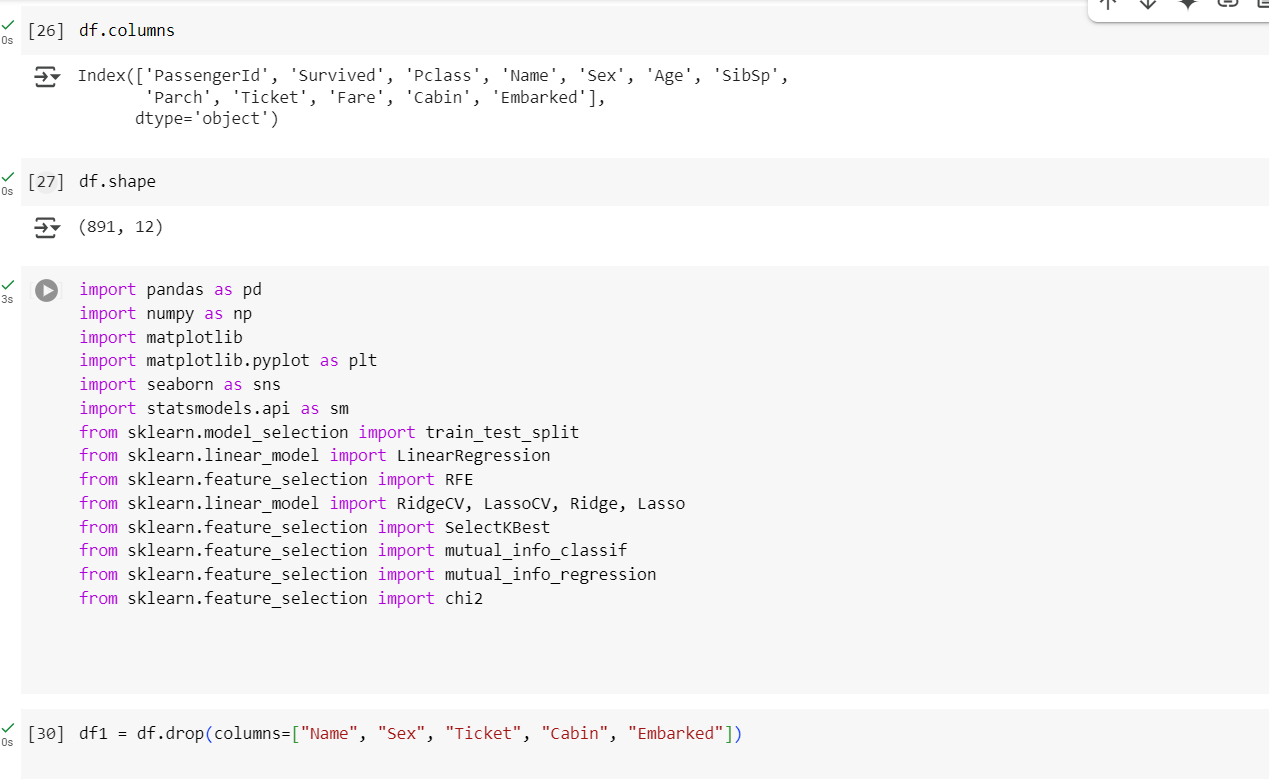 0s
[26] df.columns
Index(['PassengerId', 'Survived', 'Pclass', 'Name', 'Sex', 'Age', 'SibSp',
'Parch', 'Ticket', 'Fare', 'Cabin', 'Embarked'],
dtype='object')
0s
[27] df.shape
(891, 12)
3s
import pandas as pd
import numpy as np
import matplotlib
import matplotlib.pyplot as plt
import seaborn as sns
import statsmodels.api as sm
from sklearn.model_selection import train_test_split
from sklearn.linear_model import LinearRegression
from sklearn.feature_selection import RFE
from sklearn.linear_model import RidgeCV, LassoCV, Ridge, Lasso
from sklearn.feature_selection import SelectKBest
from sklearn.feature_selection import mutual_info_classif
from sklearn.feature_selection import mutual_info_regression
from sklearn.feature_selection import chi2
0s
[30] df1 = df.drop(columns=["Name", "Sex", "Ticket", "Cabin", "Embarked"])